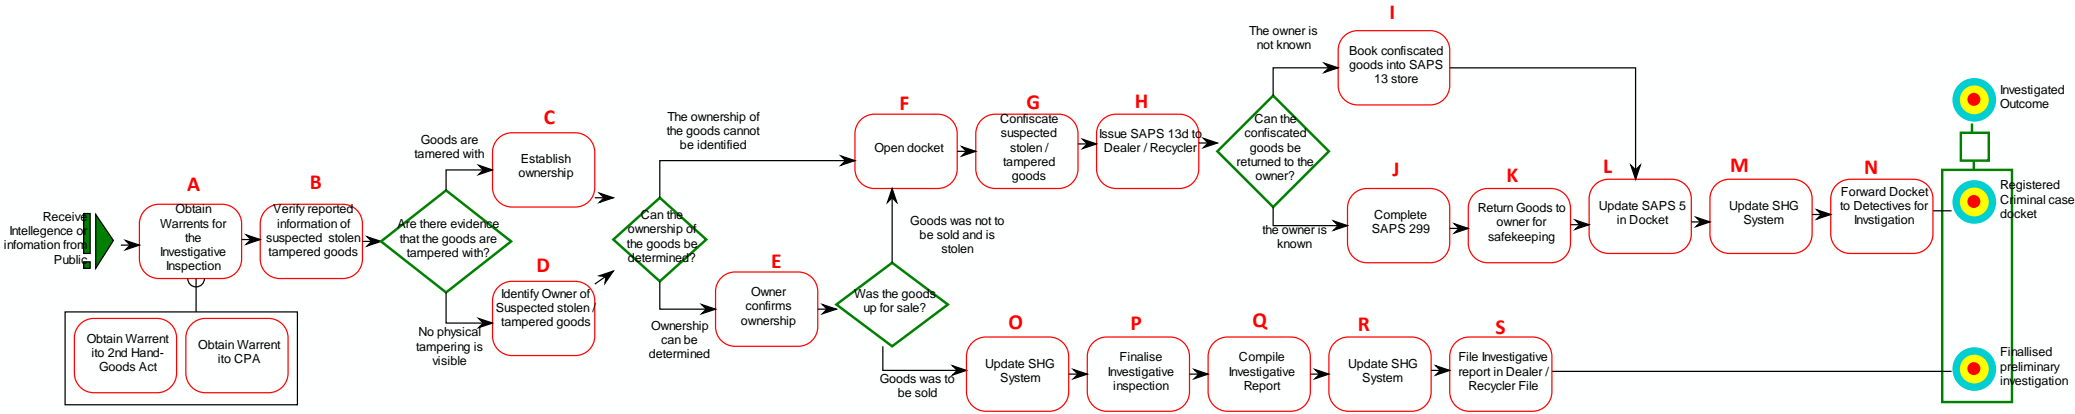 Receive
Intellegence or
infomation from
Public
A
Obtain
Warrents for
the
Investigative
Inspection
Obtain Warrent
ito 2nd Hand-
Goods Act
Obtain Warrent
ito CPA
B
Verify reported
information of
suspected stolen
tampered goods
Are there evidence
that the goods are
tampered with?
Goods are
tamered with
No physical
tampering is
visible
C
Establish
ownership
D
Identify Owner of
Suspected stolen /
tampered goods
Can the
ownership of
the goods be
determined?
The ownership of
the goods cannot
be identified
Ownership
can be
determined
E
Owner
confirms
ownership
Was the goods
up for sale?
Goods was not to
be sold and is
stolen
Goods was to
be sold
F
Open docket
G
Confiscate
suspected
stolen /
tampered
goods
H
Issue SAPS 13d to
Dealer / Recycler
Can the
confiscated
goods be
returned to the
owner?
The owner is
not known
the owner is
known
I
Book confiscated
goods into SAPS
13 store
J
Complete
SAPS 299
K
Return Goods to
owner for
safekeeping
L
Update SAPS 5
in Docket
M
Update SHG
System
N
Forward Docket
to Detectives for
Invstigation
O
Update SHG
System
P
Finalise
Investigative
inspection
Q
Compile
Investigative
Report
R
Update SHG
System
S
File Investigative
report in Dealer /
Recycler File
Investigated
Outcome
Registered
Criminal case
docket
Finallised
preliminary
investigation